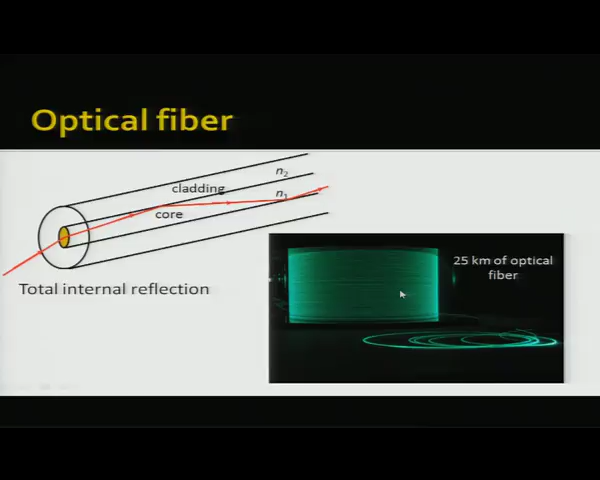 Optical fiber
n2
cladding
n1
core
Total internal reflection
25 km of optical
fiber